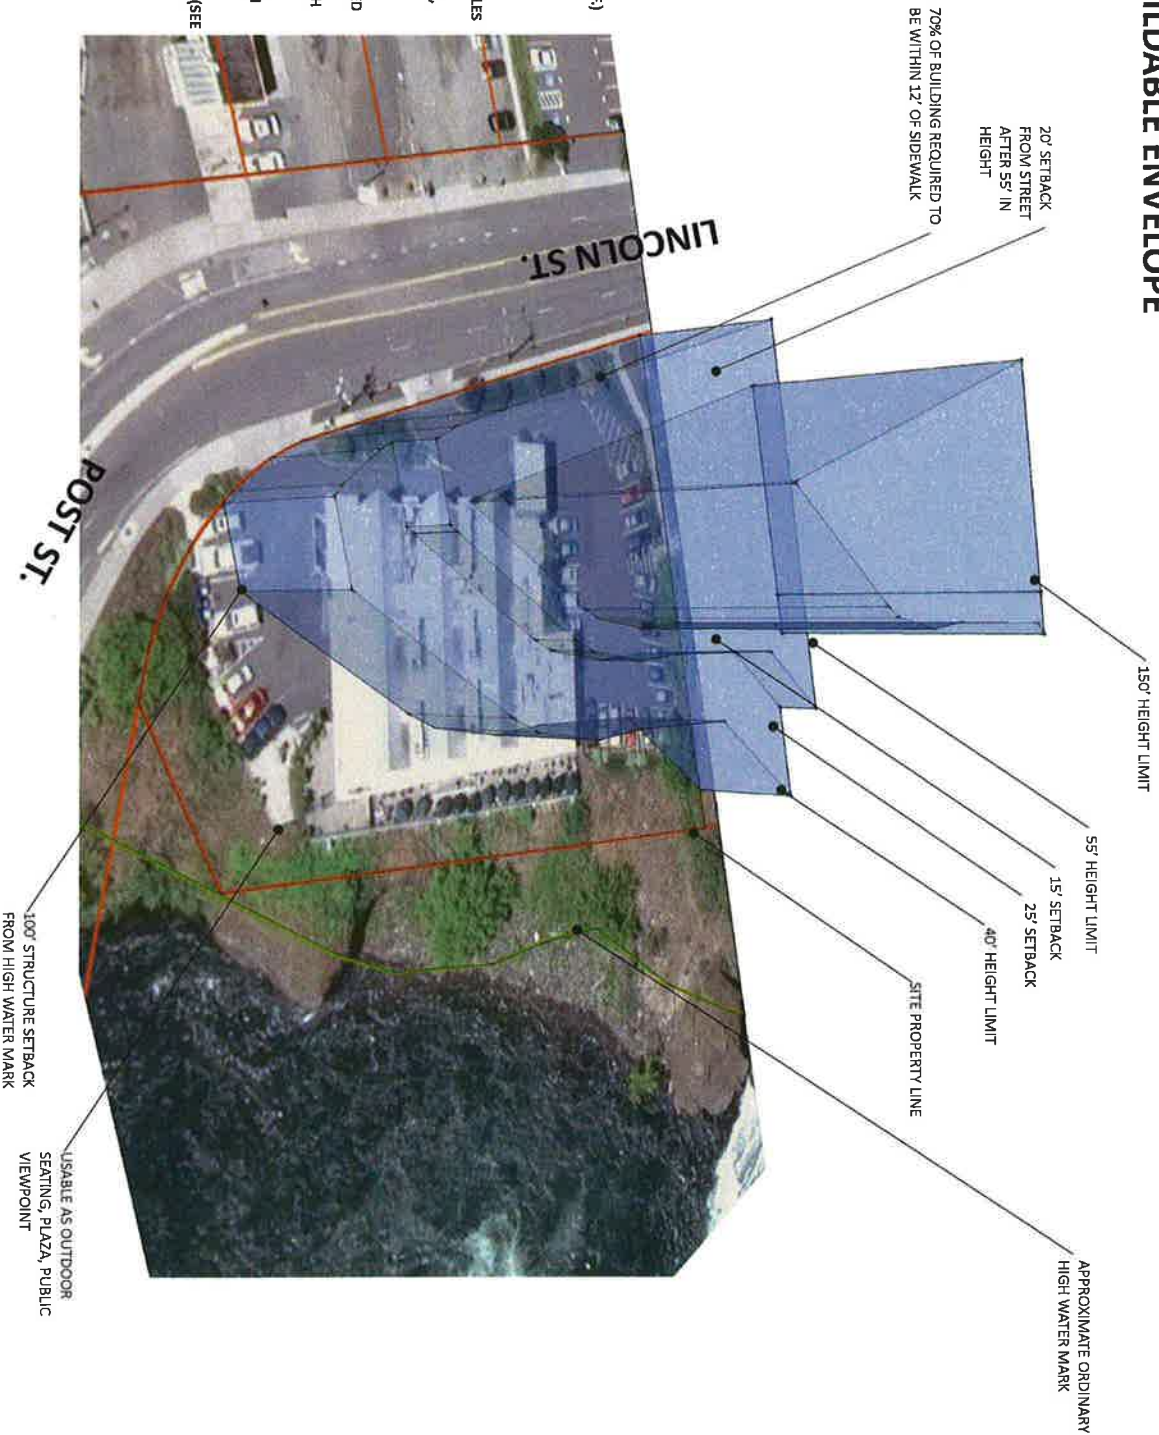 ILDABLE ENVELOPE
150' HEIGHT LIMIT
55' HEIGHT LIMIT
15' SETBACK
25' SETBACK
40' HEIGHT LIMIT
SITE PROPERTY LINE
APPROXIMATE ORDINARY
HIGH WATER MARK
20' SETBACK
FROM STREET
AFTER 55' IN
HEIGHT
70% OF BUILDING REQUIRED TO
BE WITHIN 12' OF SIDEWALK
LINCOLN ST.
POST ST.
LES
H
(SEE
100' STRUCTURE SETBACK
FROM HIGH WATER MARK
USABLE AS OUTDOOR
SEATING, PLAZA, PUBLIC
VIEWPOINT